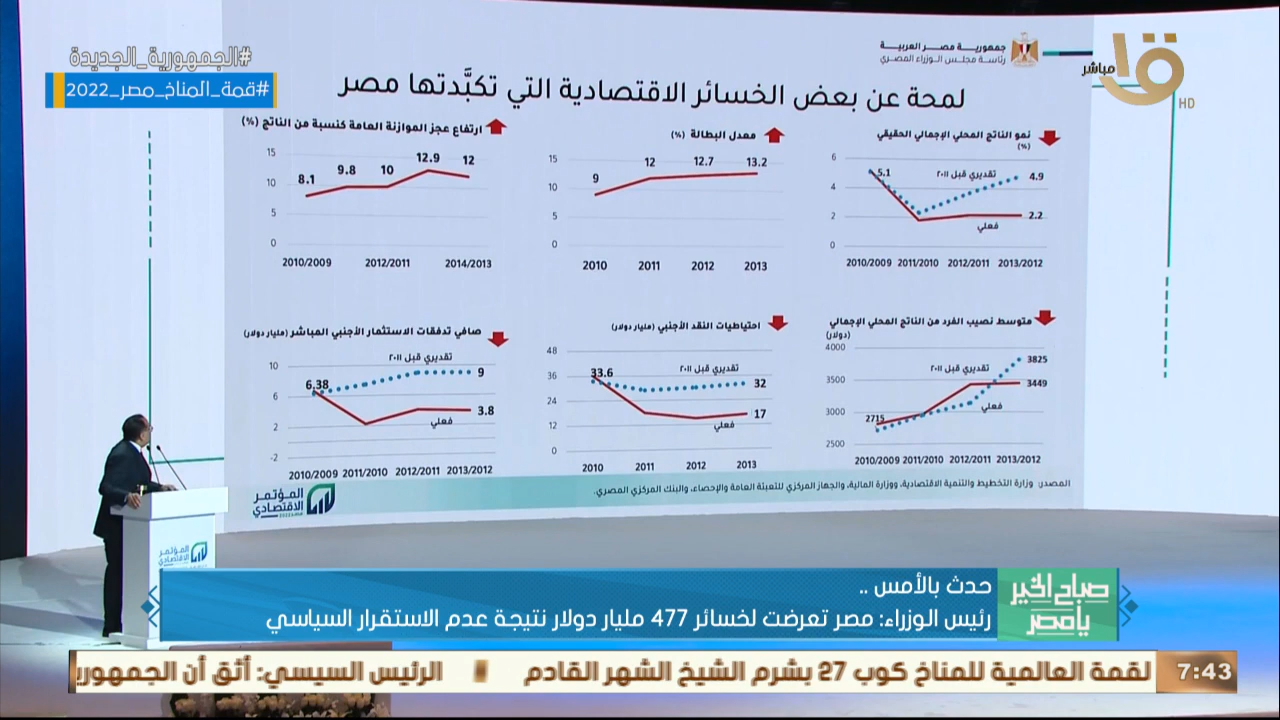 #الجمهورية_الجديدة
#قمة_المناخ_مصر_2022
جمهورية مصر العربية
رئاسة مجلس الوزراء المصري
مباشر
HD
لمحة عن بعض الخسائر الاقتصادية التي تكبَّدتها مصر
نمو الناتج المحلي الإجمالي الحقيقي
(%)
6
4
2
0
5.1
تقديري قبل ٢٠١١
4.9
2.2
فعلي
2010/2009
2011/2010
2012/2011
2013/2012
معدل البطالة (%)
15
10
5
0
9
12
12.7
13.2
2010
2011
2012
2013
ارتفاع عجز الموازنة العامة كنسبة من الناتج (%)
15
10
5
0
8.1
9.8
10
12.9
12
2010/2009
2012/2011
2014/2013
متوسط نصيب الفرد من الناتج المحلي الإجمالي
(دولار)
4000
3500
3000
2500
2715
تقديري قبل ٢٠١١
3825
3449
فعلي
2010/2009
2011/2010
2012/2011
2013/2012
احتياطيات النقد الأجنبي (مليار دولار)
48
36
24
12
0
33.6
تقديري قبل ٢٠١١
32
17
فعلي
2010
2011
2012
2013
صافي تدفقات الاستثمار الأجنبي المباشر (مليار دولار)
10
6
2
-2
6.38
تقديري قبل ٢٠١١
9
3.8
فعلي
2010/2009
2011/2010
2012/2011
2013/2012
المصدر: وزارة التخطيط والتنمية الاقتصادية، ووزارة المالية، والجهاز المركزي للتعبئة العامة والإحصاء، والبنك المركزي المصري.
المؤتمر
الاقتصادي
المؤتمر
الاقتصادي
صباح الخير
يا مصر
حدث بالأمس ..
رئيس الوزراء: مصر تعرضت لخسائر 477 مليار دولار نتيجة عدم الاستقرار السياسي
7:43
لقمة العالمية للمناخ كوب 27 بشرم الشيخ الشهر القادم
الرئيس السيسي: أثق أن الجمهور